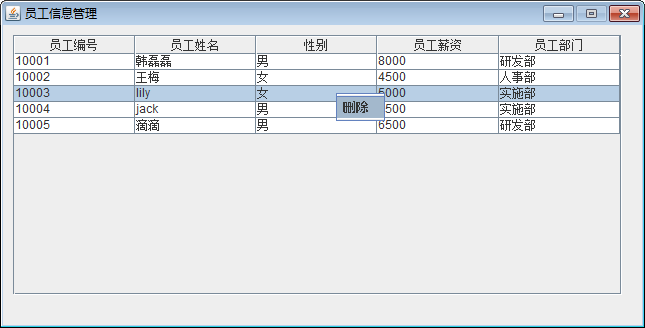 员工信息管理
员工编号 员工姓名 性别 员工薪资 员工部门
10001 韩磊磊 男 8000 研发部
10002 王梅 女 4500 人事部
10003 lily 女 5000 实施部
删除
10004 jack 男 5500 实施部
10005 滴滴 男 6500 研发部